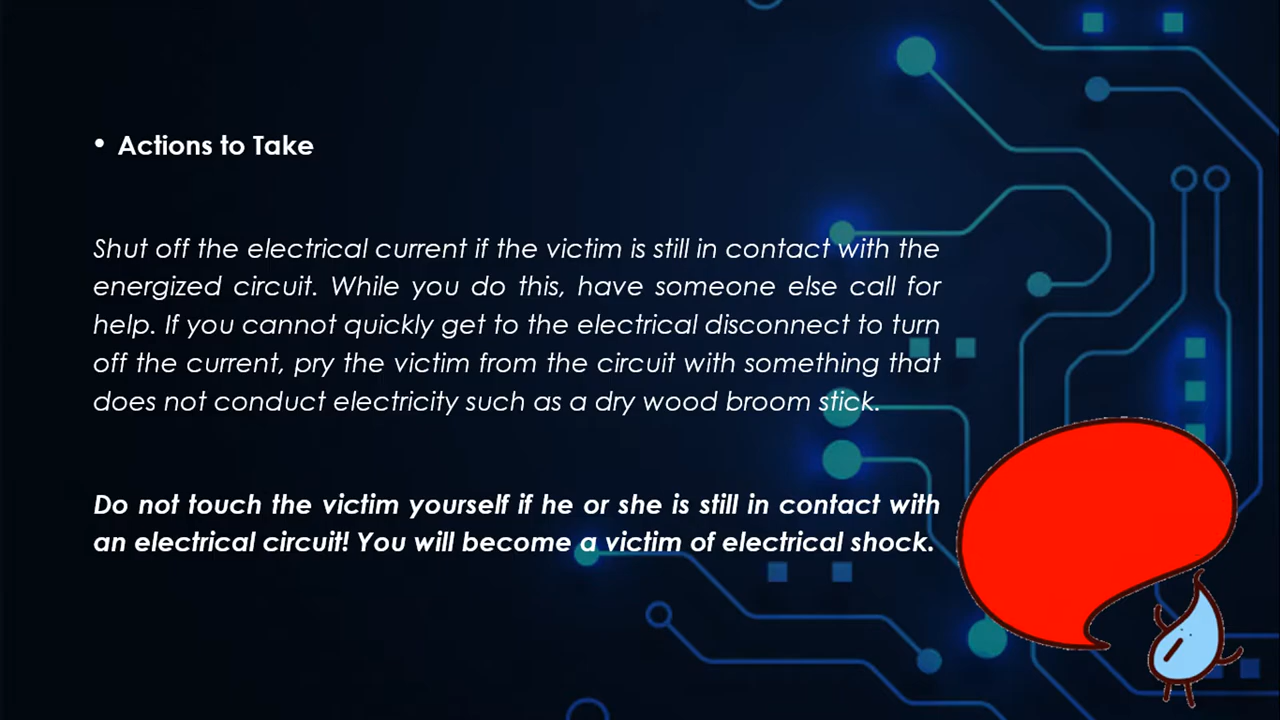 • Actions to Take
Shut off the electrical current if the victim is still in contact with the
energized circuit. While you do this, have someone else call for
help. If you cannot quickly get to the electrical disconnect to turn
off the current, pry the victim from the circuit with something that
does not conduct electricity such as a dry wood broom stick.
Do not touch the victim yourself if he or she is still in contact with
an electrical circuit! You will become a victim of electrical shock.